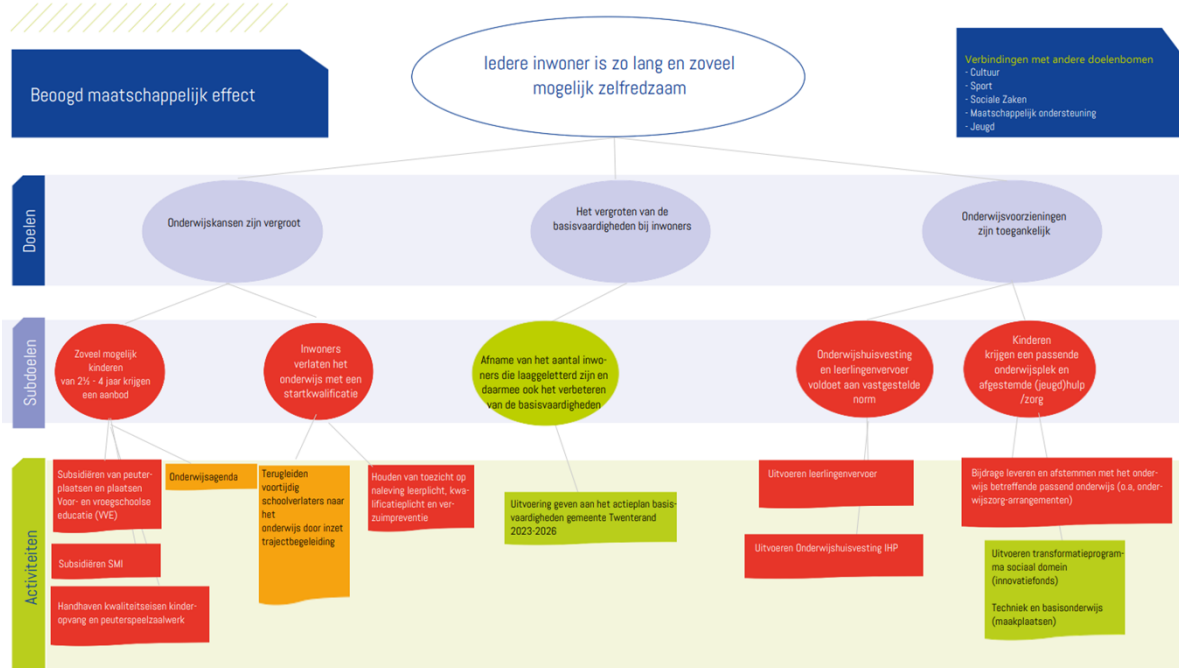 Beoogd maatschappelijk effect
Iedere inwoner is zo lang en zoveel
mogelijk zelfredzaam
Verbindingen met andere doelenbomen
- Cultuur
- Sport
- Sociale Zaken
- Maatschappelijk ondersteuning
- Jeugd
Doelen
Onderwijskansen zijn vergroot
Het vergroten van de
basisvaardigheden bij inwoners
Onderwijsvoorzieningen
zijn toegankelijk
Subdoelen
Zoveel mogelijk
kinderen
van 2½ - 4 jaar krijgen
een aanbod
Inwoners
verlaten het
onderwijs met een
startkwalificatie
Afname van het aantal inwo-
ners die laaggeletterd zijn en
daarmee ook het verbeteren
van de basisvaardigheden
Onderwijshuisvesting
en leerlingenvervoer
voldoet aan vastgestelde
norm
Kinderen
krijgen een passende
onderwijsplek en
afgestemde (jeugd)hulp
/zorg
Activiteiten
Subsidiëren van peuter-
plaatsen en plaatsen
Voor- en vroegschoolse
educatie (VVE)
Subsidiëren SMI
Handhaven kwaliteitseisen kinder-
opvang en peuterspeelzaalwerk
Onderwijsagenda
Terugleiden
voortijdig
schoolverlaters naar
het
onderwijs door inzet
trajectbegeleiding
Houden van toezicht op
naleving leerplicht, kwa-
lificatieplicht en ver-
zuimpreventie
Uitvoering geven aan het actieplan basis-
vaardigheden gemeente Twenterand
2023-2026
Uitvoeren leerlingenvervoer
Uitvoeren Onderwijshuisvesting IHP
Bijdrage leveren en afstemmen met het onder-
wijs betreffende passend onderwijs (o.a, onder-
wijszorg-arrangementen)
Uitvoeren transformatieprogram-
ma sociaal domein
(innovatiefonds)
Techniek en basisonderwijs
(maakplaatsen)